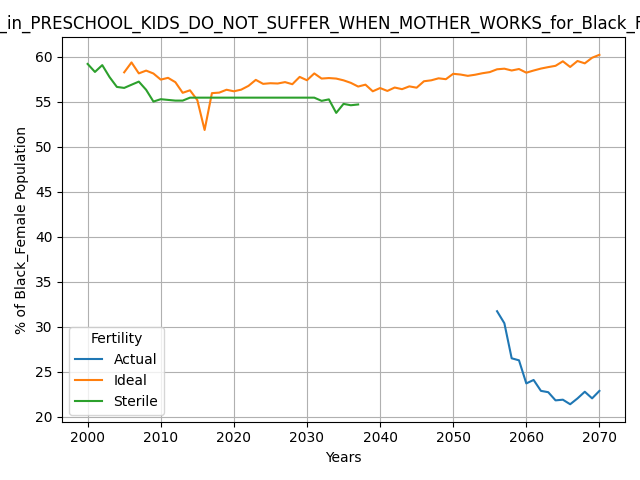 _in_PRESCHOOL_KIDS_DO_NOT_SUFFER_WHEN_MOTHER_WORKS_for_Black_F
% of Black_Female Population
60
55
50
45
40
35
30
25
20
Fertility
Actual
Ideal
Sterile
2000 2010 2020 2030 2040 2050 2060 2070
Years